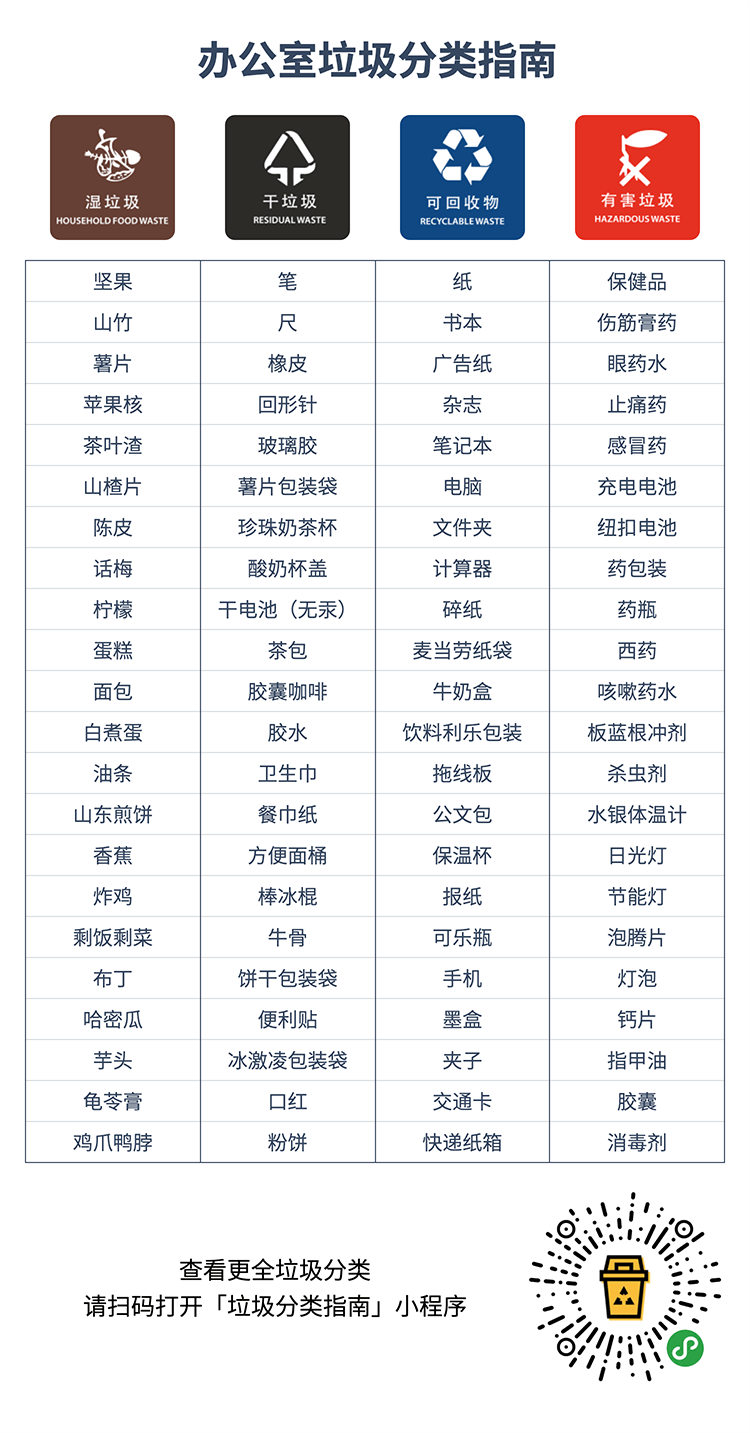 办公室垃圾分类指南
湿垃圾 干垃圾 可回收物 有害垃圾
HOUSEHOLD FOOD WASTE RESIDUAL WASTE RECYCLABLE WASTE HAZARDOUS WASTE
坚果 笔 纸 保健品
山竹 尺 书本 伤筋膏药
薯片 橡皮 广告纸 眼药水
苹果核 回形针 杂志 止痛药
茶叶渣 玻璃胶 笔记本 感冒药
山楂片 薯片包装袋 电脑 充电电池
陈皮 珍珠奶茶杯 文件夹 纽扣电池
话梅 酸奶杯盖 计算器 药包装
柠檬 干电池（无汞） 碎纸 药瓶
蛋糕 茶包 麦当劳纸袋 西药
面包 胶囊咖啡 牛奶盒 咳嗽药水
白煮蛋 胶水 饮料利乐包装 板蓝根冲剂
油条 卫生巾 拖线板 杀虫剂
山东煎饼 餐巾纸 公文包 水银体温计
香蕉 方便面桶 保温杯 日光灯
炸鸡 棒冰棍 报纸 节能灯
剩饭剩菜 牛骨 可乐瓶 泡腾片
布丁 饼干包装袋 手机 灯泡
哈密瓜 便利贴 墨盒 钙片
芋头 冰激凌包装袋 夹子 指甲油
龟苓膏 口红 交通卡 胶囊
鸡爪鸭脖 粉饼 快递纸箱 消毒剂
查看更全垃圾分类
请扫码打开「垃圾分类指南」小程序